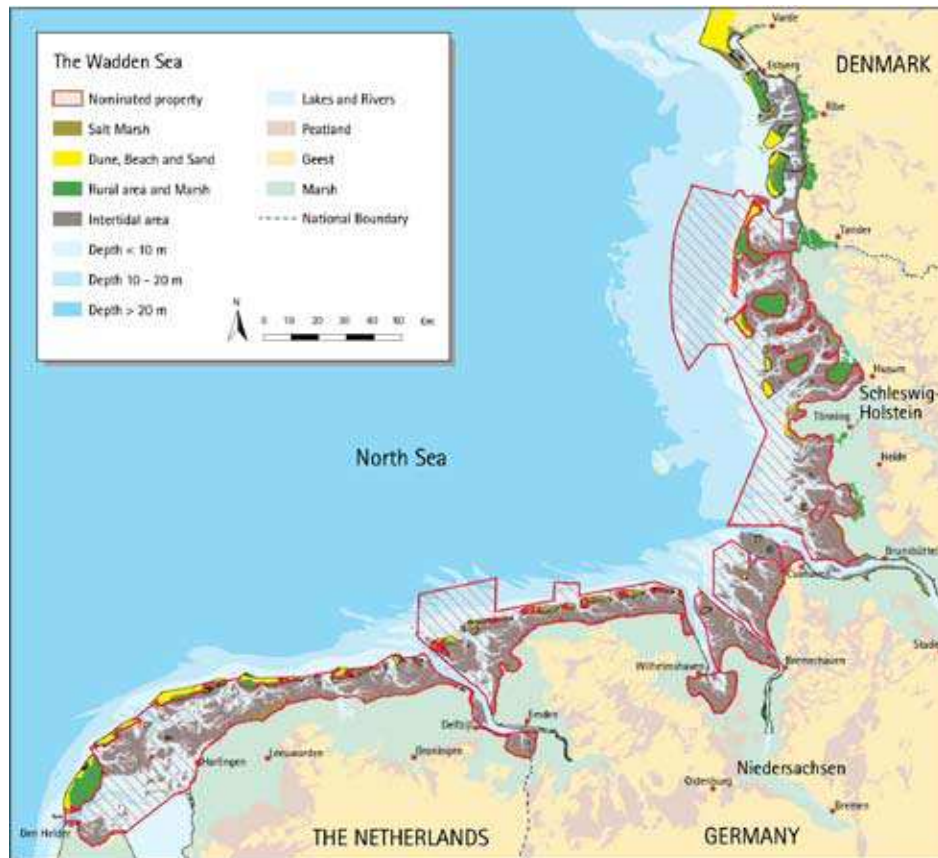 The Wadden Sea
Nominated property
Salt Marsh
Dune, Beach and Sand
Rural area and Marsh
Intertidal area
Depth < 10 m
Depth 10 - 20 m
Depth > 20 m
Lakes and Rivers
Peatland
Geest
Marsh
National Boundary
N
0 10 20 30 40 50 Km
Varde
Esbjerg
DENMARK
Ribe
Tønder
Husum
Schleswig-
Holstein
Tönning
Heide
North Sea
Brunsbüttel
Cuxhaven
Stade
Wilhelmshaven
Bremerhaven
Emden
Delfzijl
Harlingen
Leeuwarden
Groningen
Niedersachsen
Oldenburg
Bremen
Den Helder
THE NETHERLANDS
GERMANY